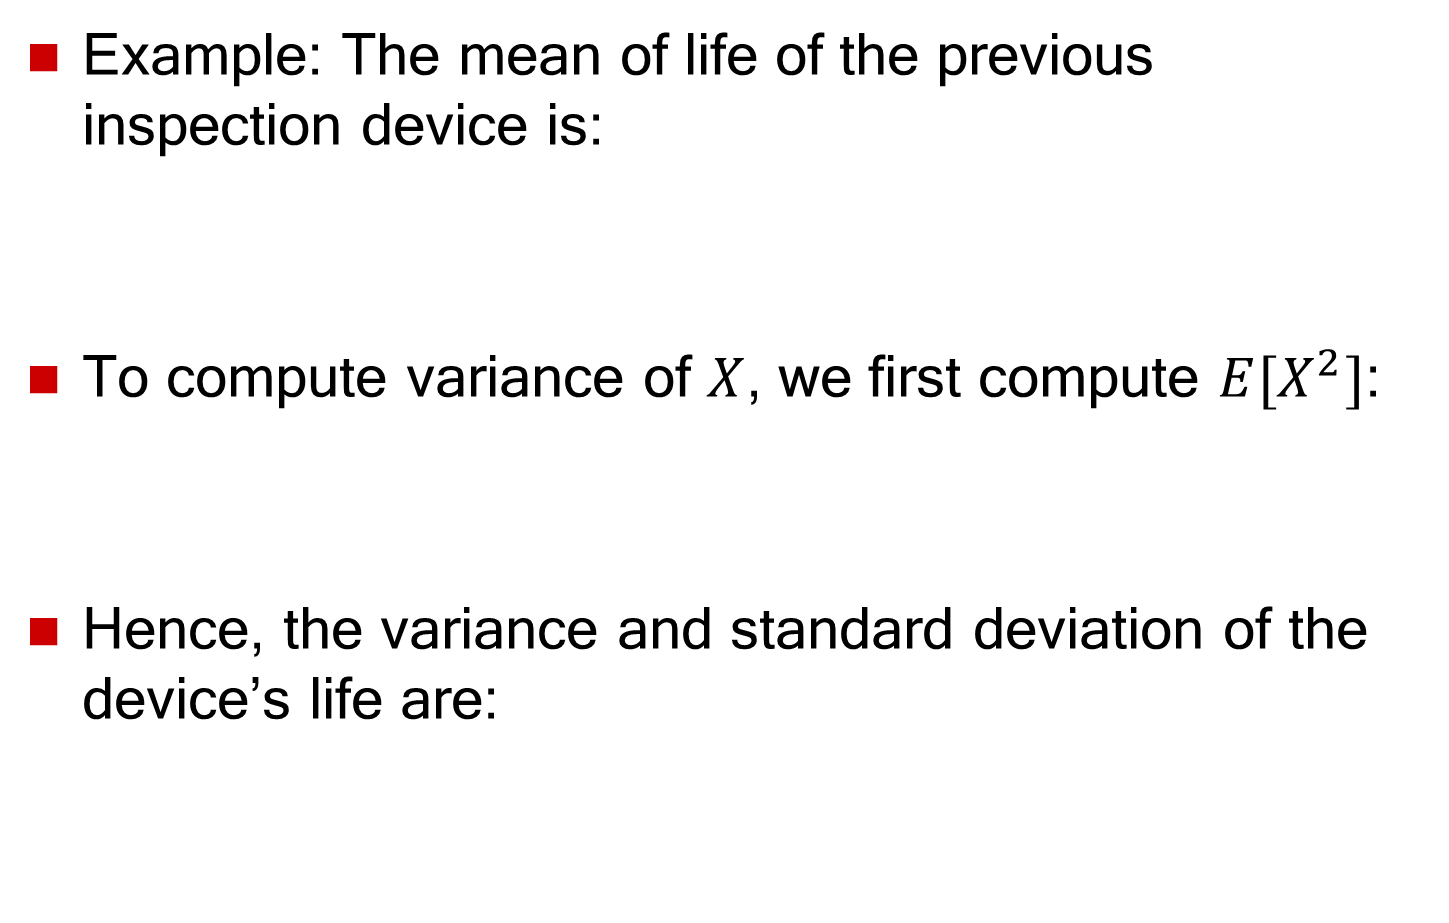 Example: The mean of life of the previous
inspection device is:
To compute variance of X, we first compute E[X²]:
Hence, the variance and standard deviation of the
device’s life are: